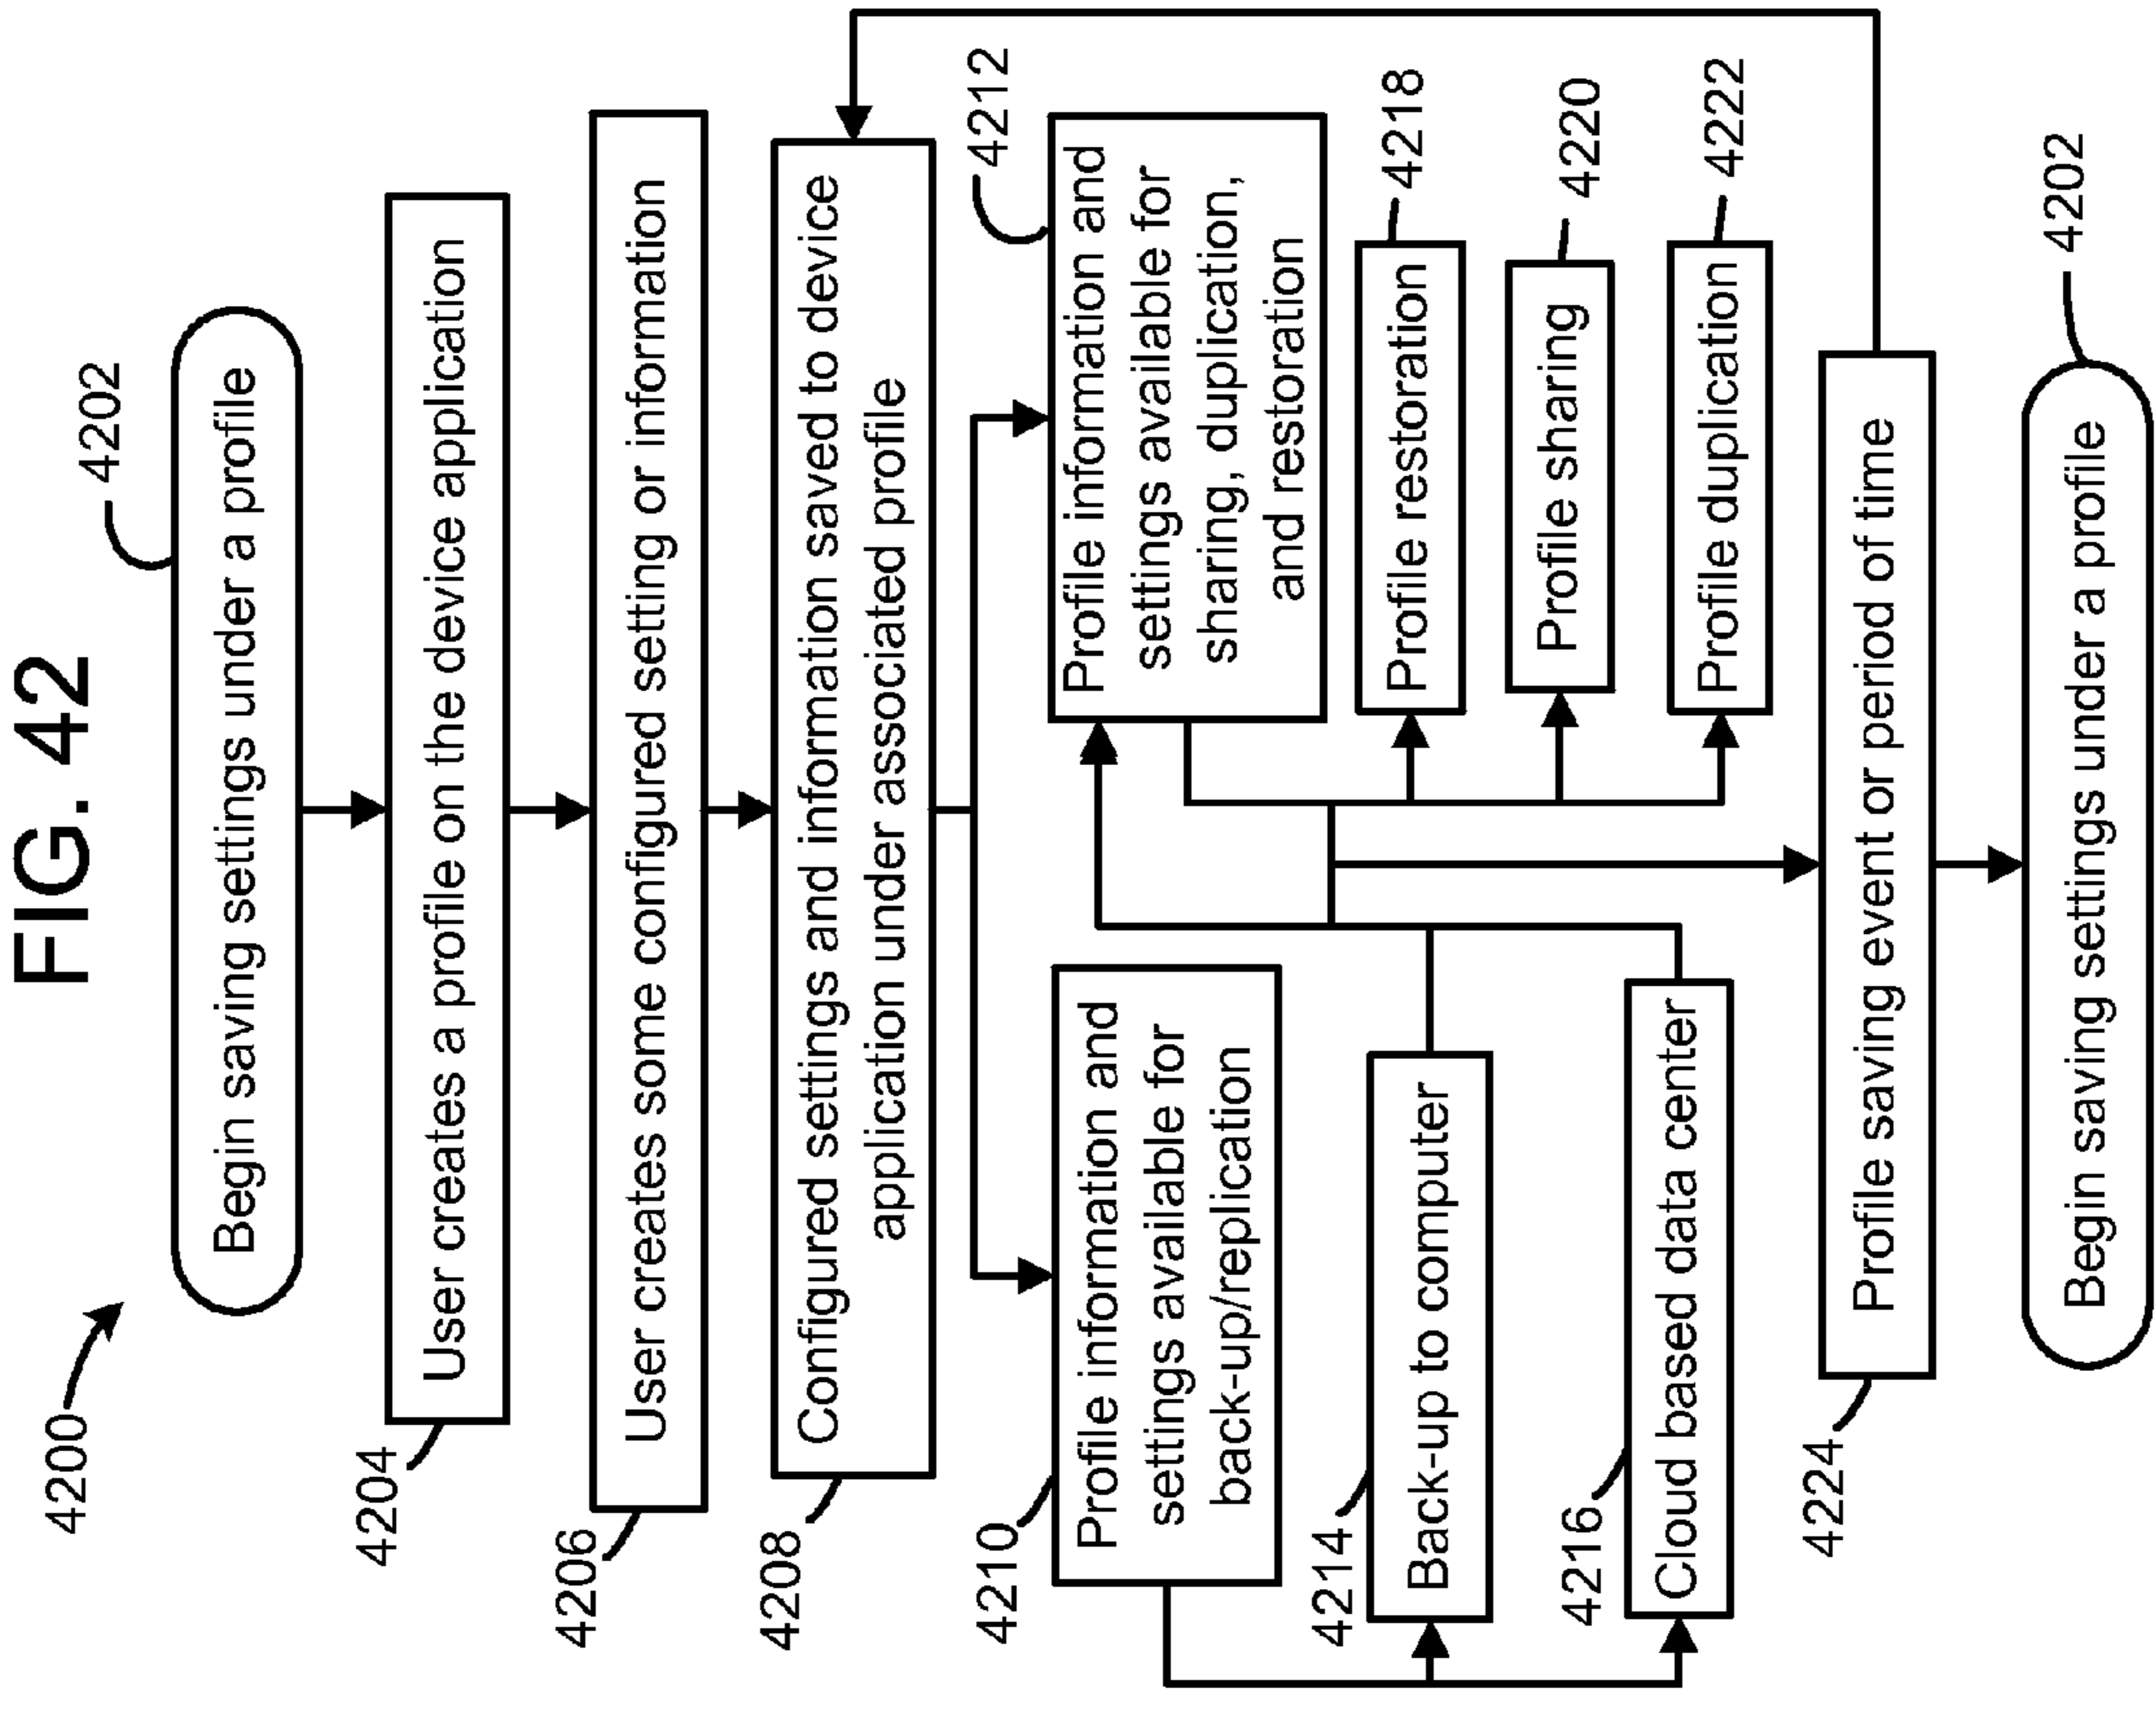 FIG. 42
4200
4202
Begin saving settings under a profile
4204
User creates a profile on the device application
4206
User creates some configured setting or information
4208
Configured settings and information saved to device
application under associated profile
4210
Profile information and
settings available for
back-up/replication
4212
Profile information and
settings available for
sharing, duplication,
and restoration
4214
Back-up to computer
4216
Cloud based data center
4218
Profile restoration
4220
Profile sharing
4222
Profile duplication
4224
Profile saving event or period of time
4202
Begin saving settings under a profile